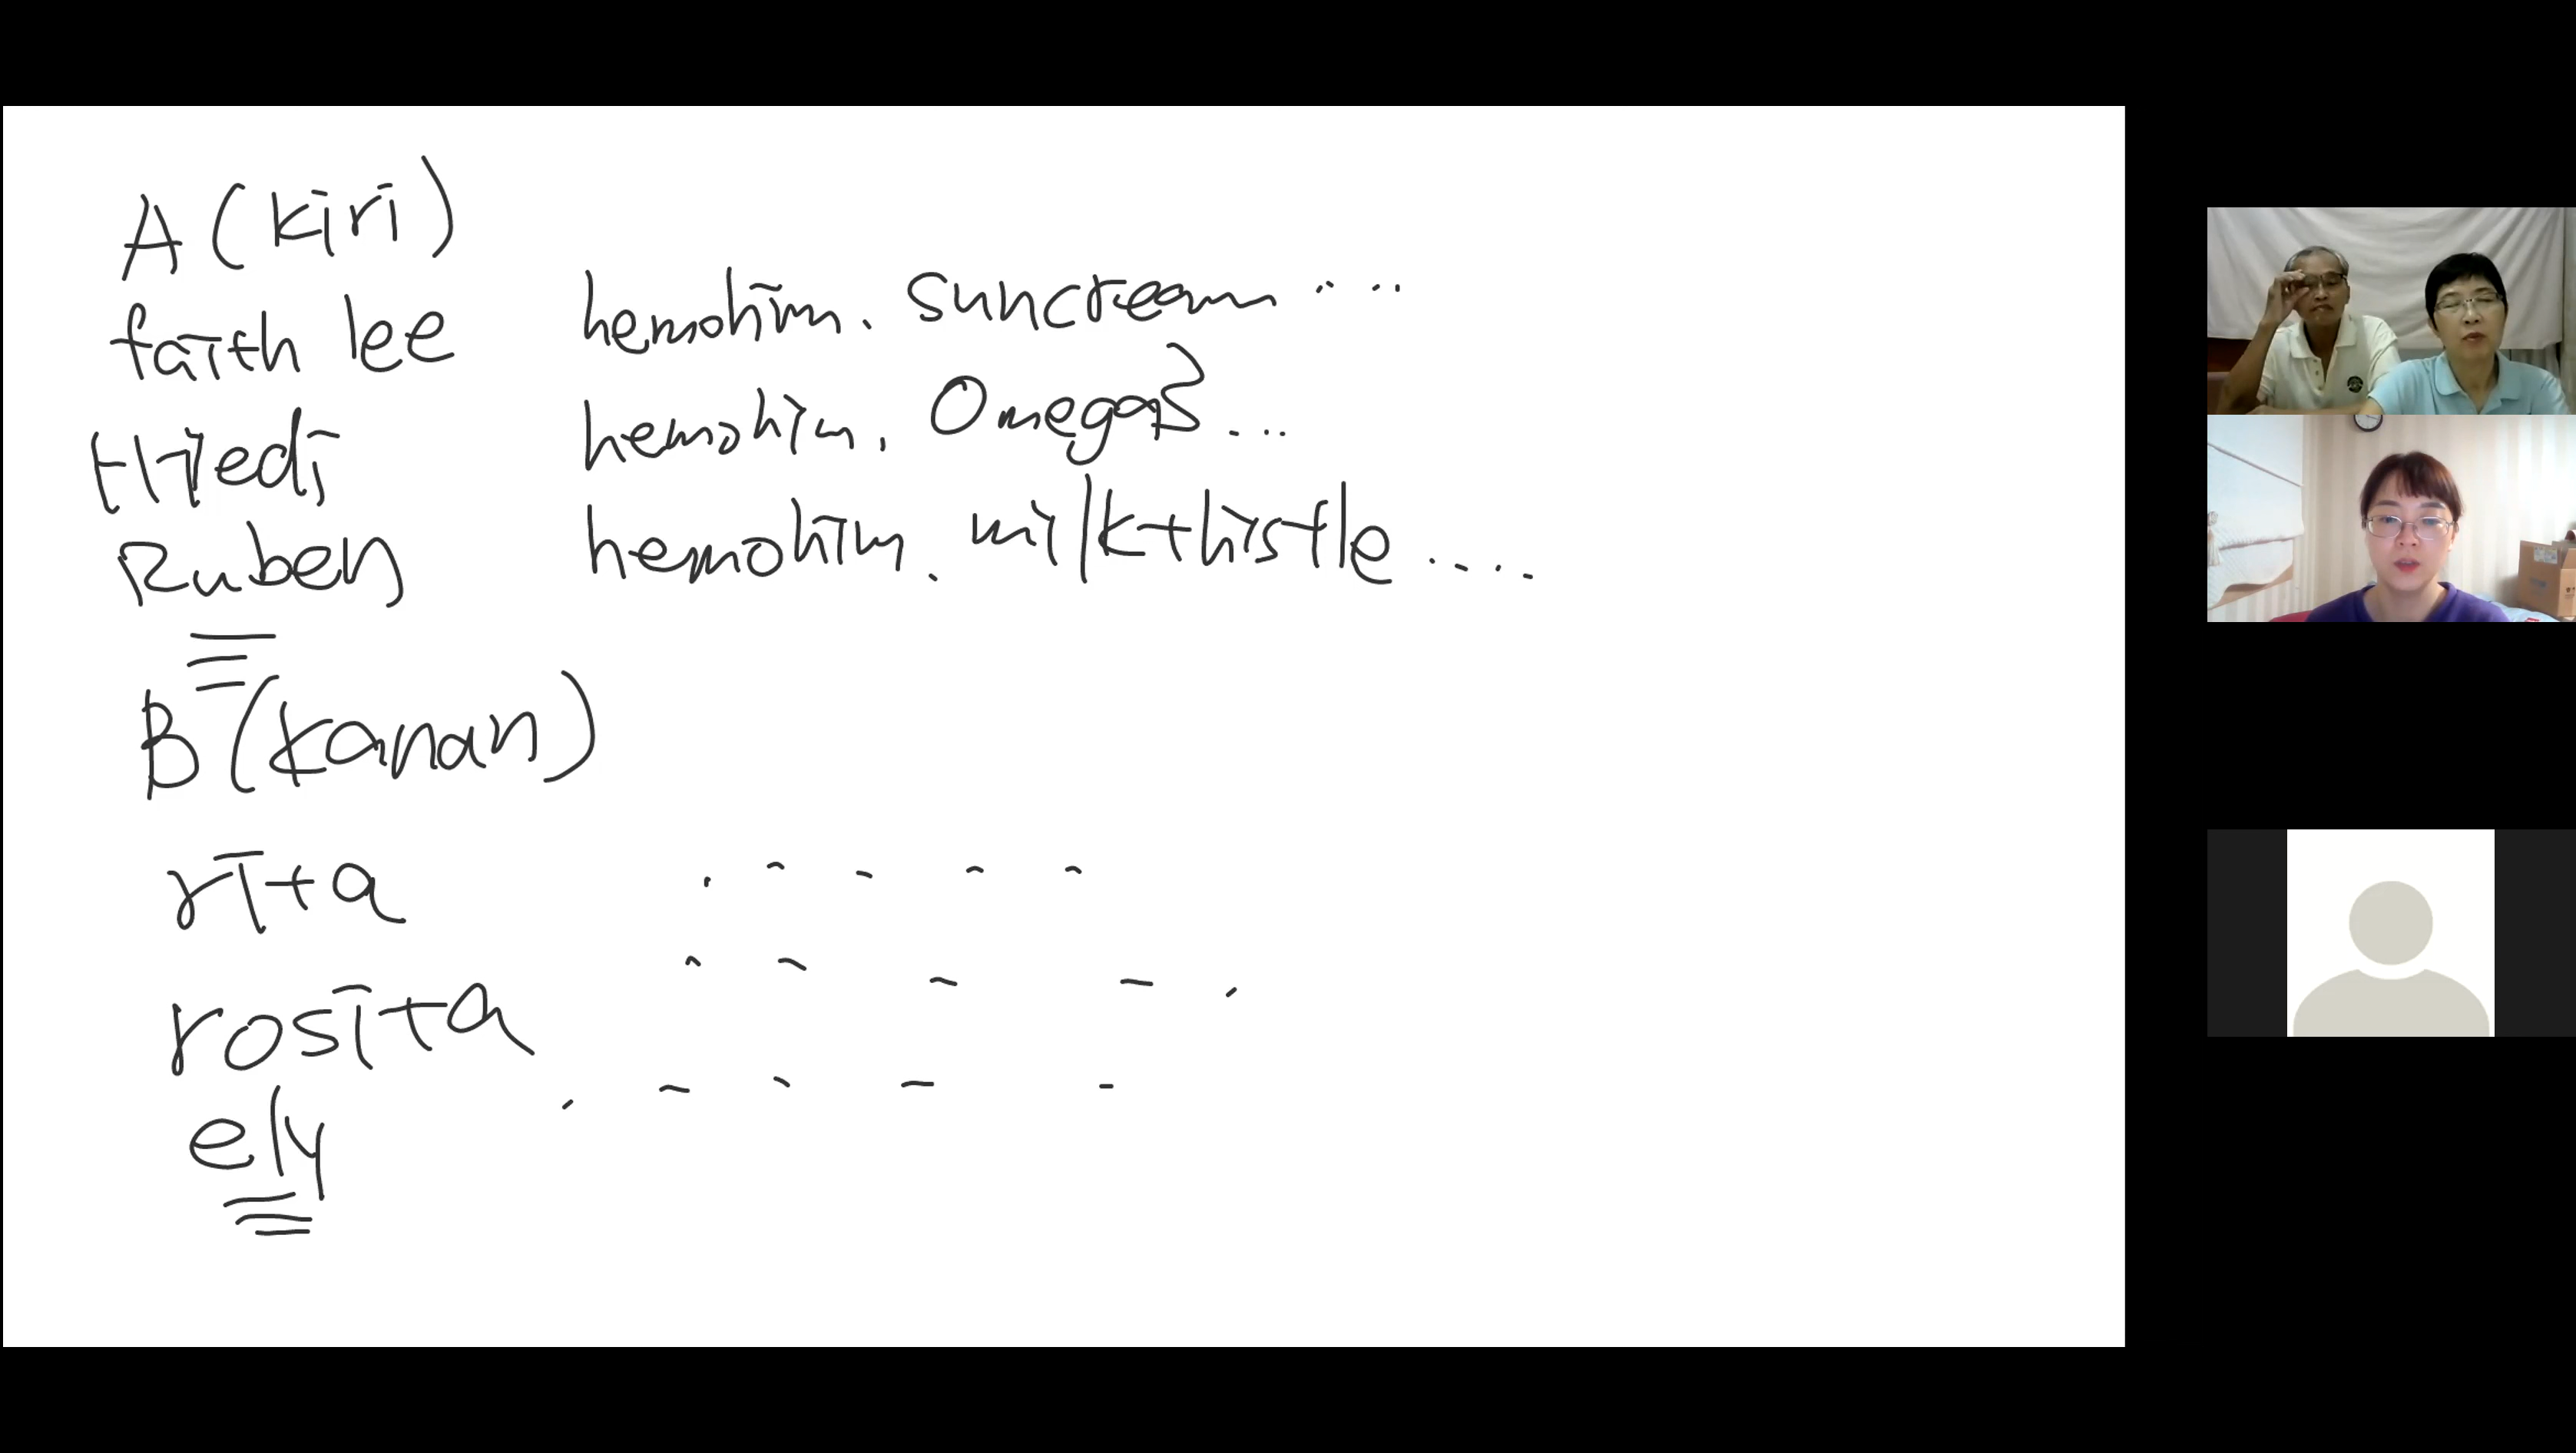 A (kiri)
faith lee hemohim. suncream .....
Hiedi hemohim. Omega3 ...
Ruben hemohim. milkthistle ....
B (kanan)
rita . - - - -
rosita - - - - .
ely . - - - -